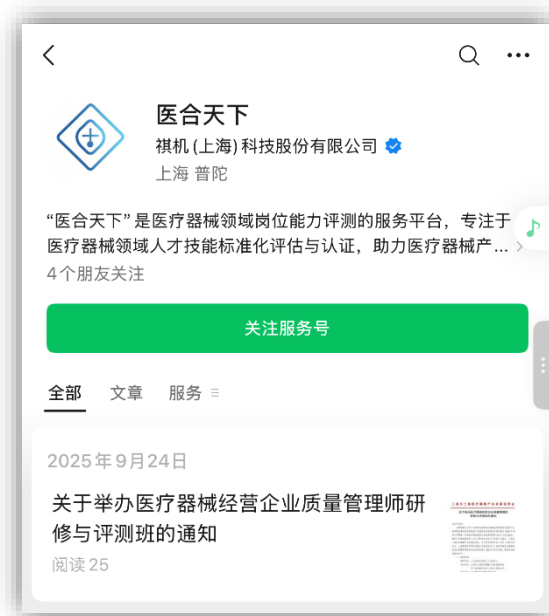 医合天下
祺机(上海)科技股份有限公司
上海 普陀
“医合天下”是医疗器械领域岗位能力评测的服务平台，专注于
医疗器械领域人才技能标准化评估与认证，助力医疗器械产...
4个朋友关注
关注服务号
全部 文章 服务
2025年9月24日
关于举办医疗器械经营企业质量管理师研
修与评测班的通知
阅读25